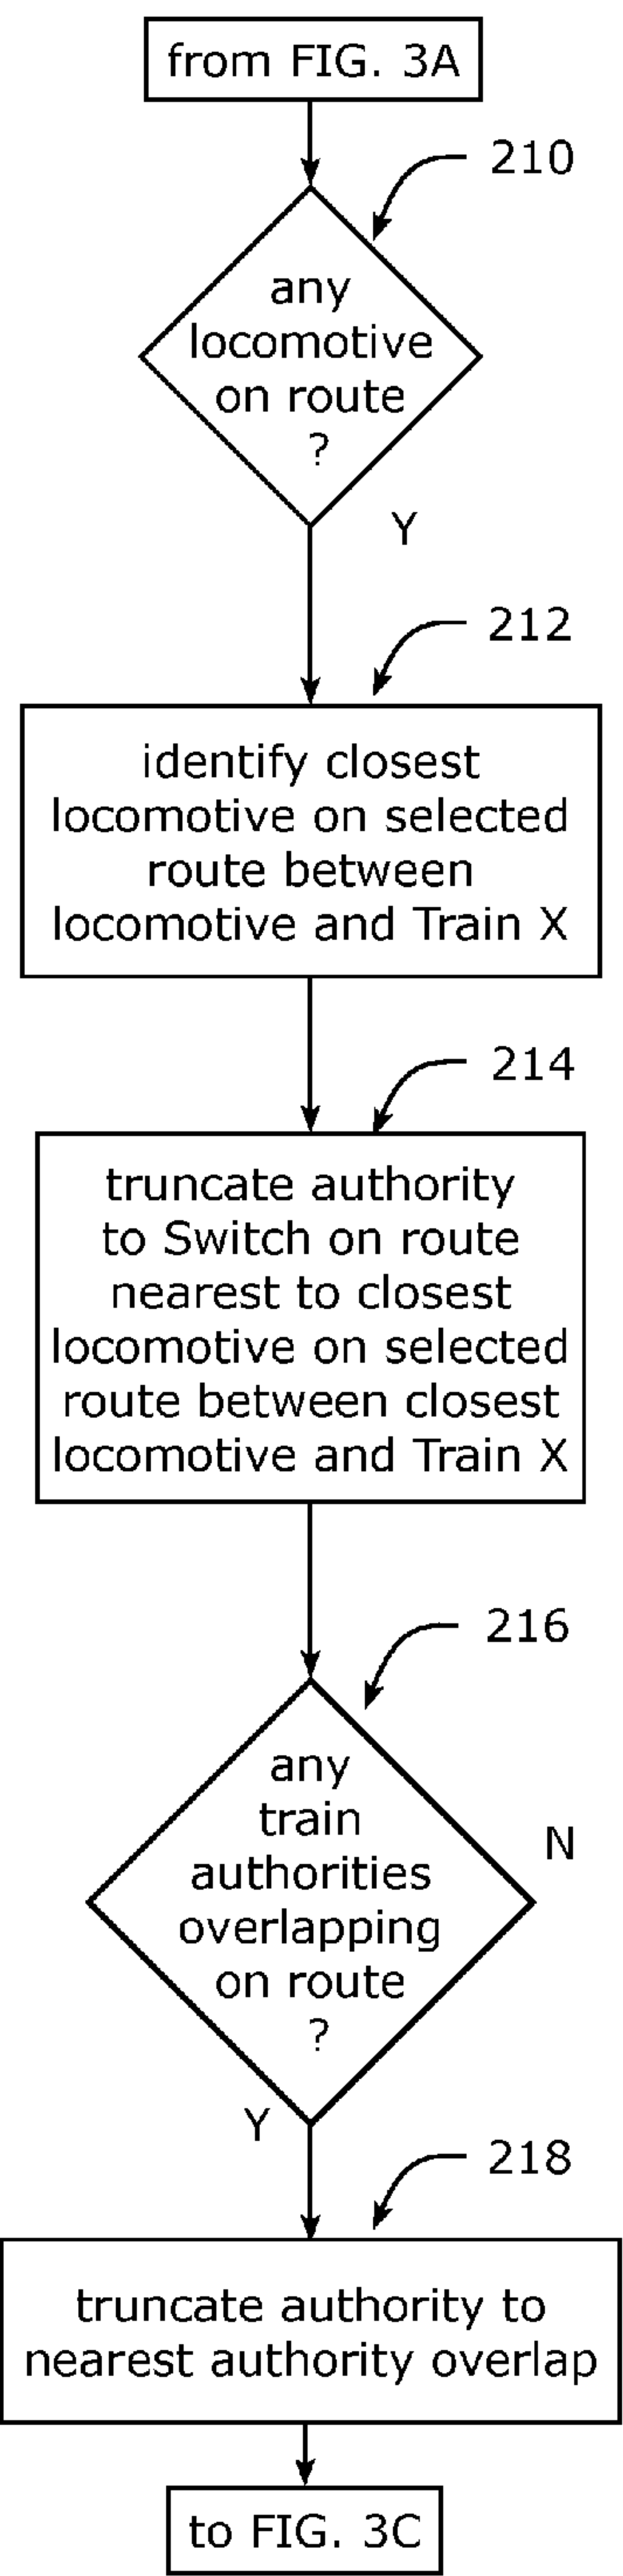 from FIG. 3A
210
any
locomotive
on route
?
Y
212
identify closest
locomotive on selected
route between
locomotive and Train X
214
truncate authority
to Switch on route
nearest to closest
locomotive on selected
route between closest
locomotive and Train X
216
any
train
authorities
overlapping
on route
?
N
Y
218
truncate authority to
nearest authority overlap
to FIG. 3C